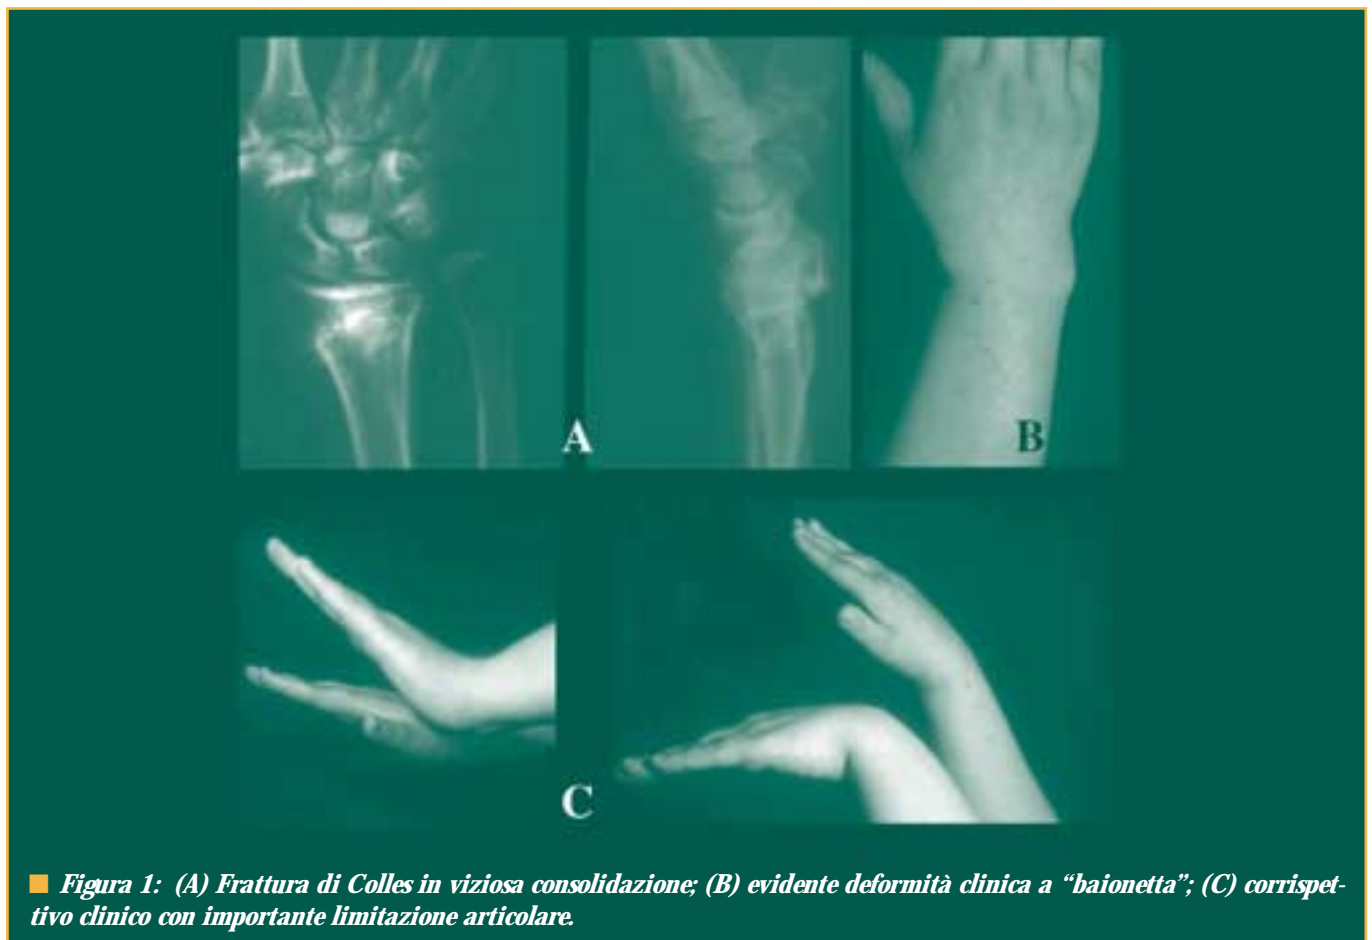 A
B
C
Figura 1: (A) Frattura di Colles in viziosa consolidazione; (B) evidente deformità clinica a “baionetta”; (C) corrispet-
tivo clinico con importante limitazione articolare.